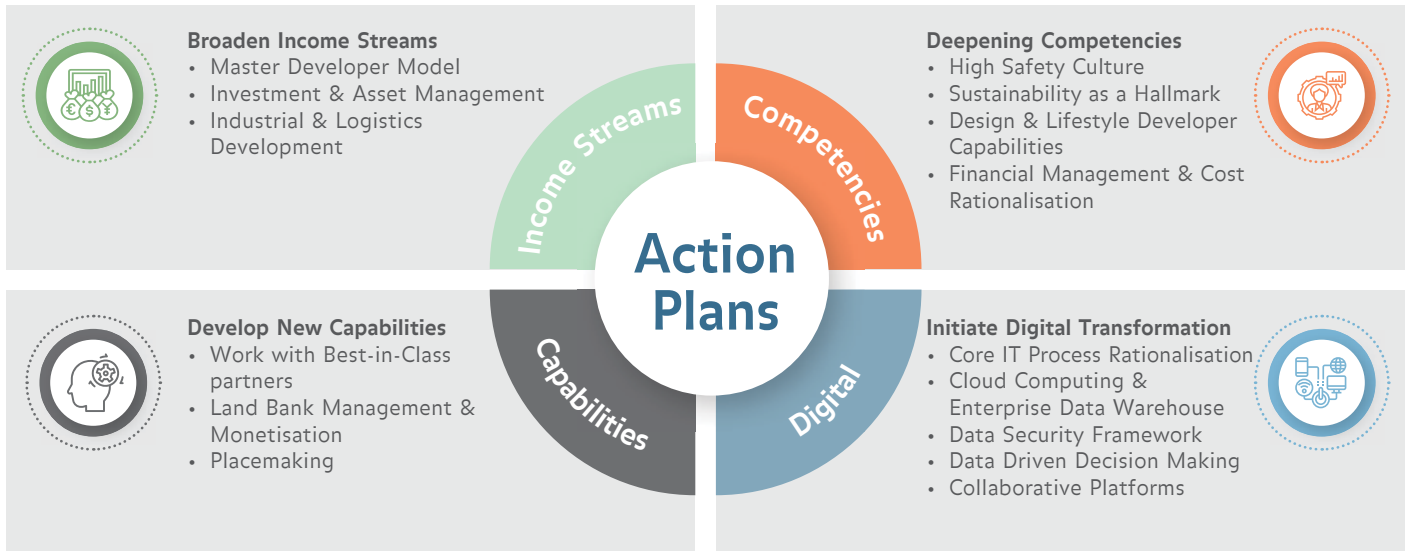 Broaden Income Streams
• Master Developer Model
• Investment & Asset Management
• Industrial & Logistics
Development
Deepening Competencies
• High Safety Culture
• Sustainability as a Hallmark
• Design & Lifestyle Developer
Capabilities
• Financial Management & Cost
Rationalisation
Income Streams
Competencies
Action
Plans
Capabilities
Digital
Develop New Capabilities
• Work with Best-in-Class
partners
• Land Bank Management &
Monetisation
• Placemaking
Initiate Digital Transformation
• Core IT Process Rationalisation
• Cloud Computing &
Enterprise Data Warehouse
• Data Security Framework
• Data Driven Decision Making
• Collaborative Platforms